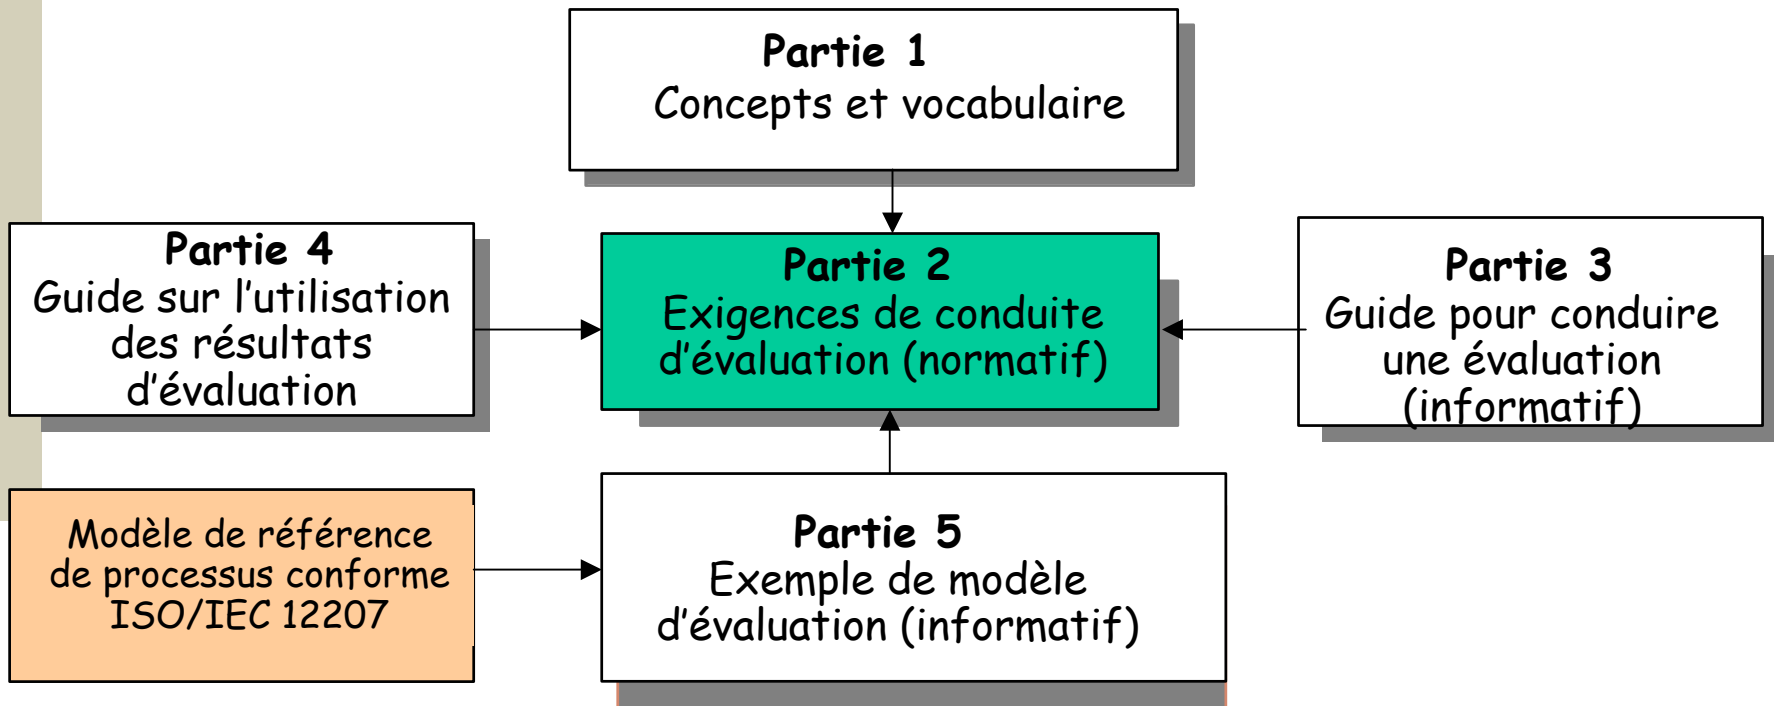 Partie 1
Concepts et vocabulaire
Partie 4
Guide sur l'utilisation
des résultats
d'évaluation
Partie 2
Exigences de conduite
d'évaluation (normatif)
Partie 3
Guide pour conduire
une évaluation
(informatif)
Modèle de référence
de processus conforme
ISO/IEC 12207
Partie 5
Exemple de modèle
d'évaluation (informatif)